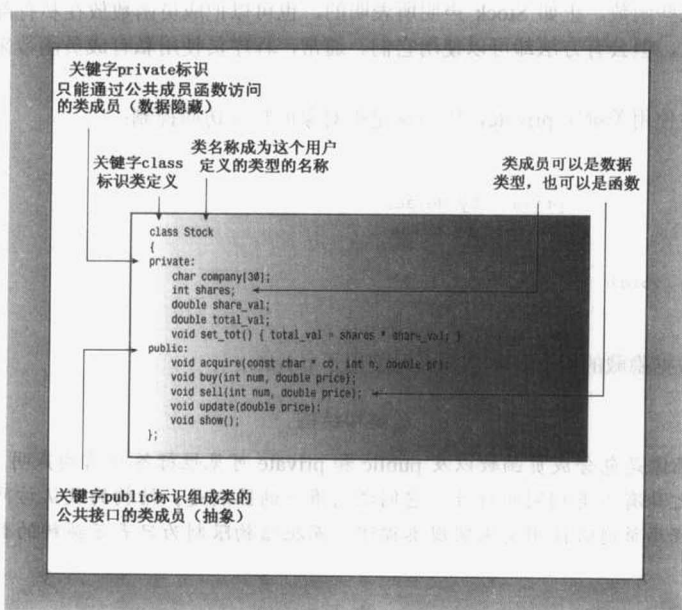 关键字private标识
只能通过公共成员函数访问
的类成员（数据隐藏）
关键字class
标识类定义
类名称成为这个用户
定义的类型的名称
类成员可以是数据
类型，也可以是函数
class Stock
{
private:
char company[30];
int shares;
double share_val;
double total_val;
void set_tot() { total_val = shares * share_val; }
public:
void acquire(const char * co, int n, double pr);
void buy(int num, double price);
void sell(int num, double price);
void update(double price);
void show();
};
关键字public标识组成类的
公共接口的类成员（抽象）